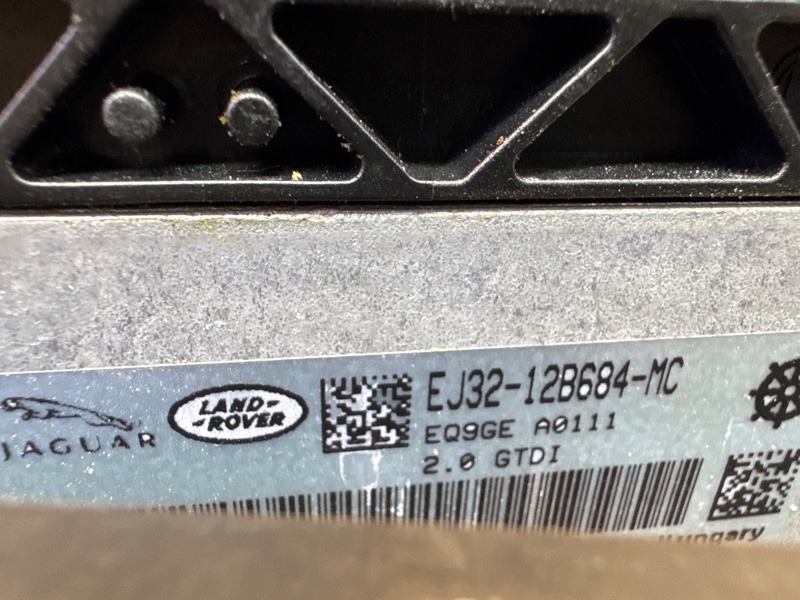 JAGUAR
LAND-
-ROVER
EJ32-12B684-MC
EQ9GE A0111
2.0 GTDI
Hungary